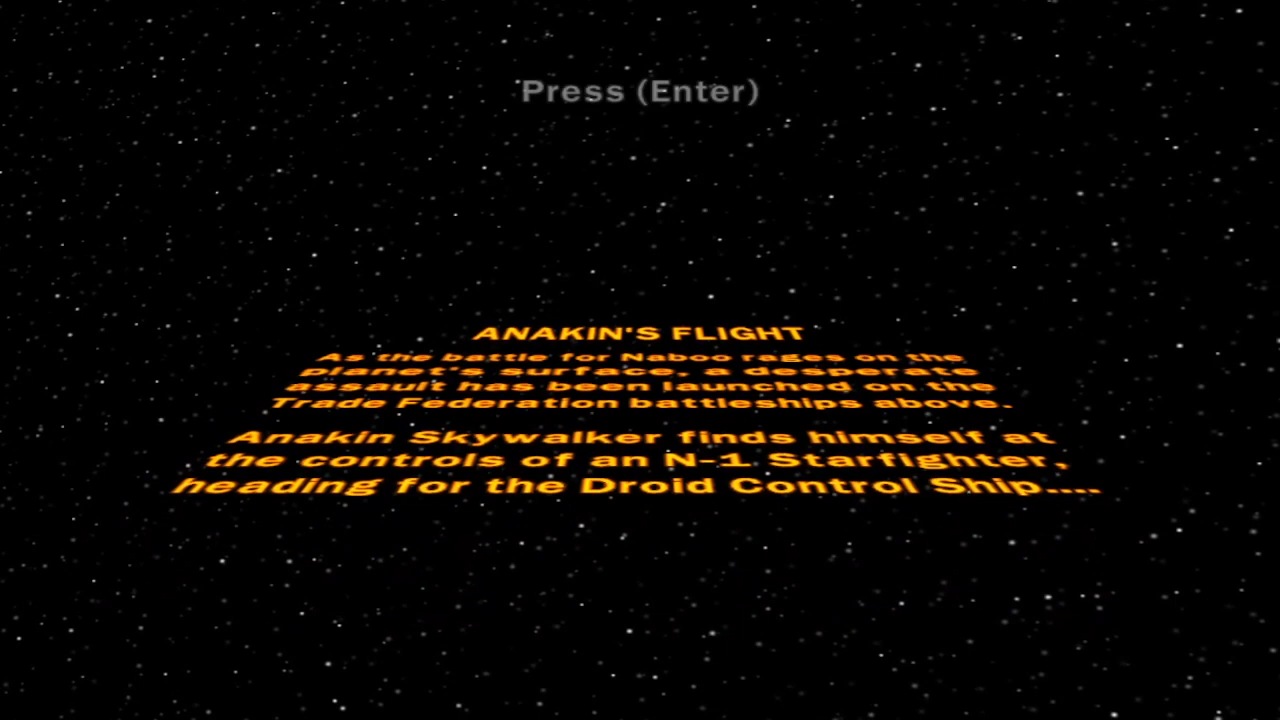 Press (Enter)
ANAKIN'S FLIGHT
As the battle for Naboo rages on the
planet's surface, a desperate
assault has been launched on the
Trade Federation battleships above.
Anakin Skywalker finds himself at
the controls of an N-1 Starfighter,
heading for the Droid Control Ship....